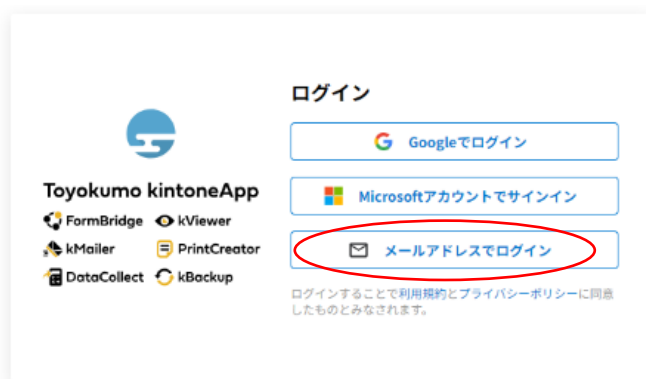 ログイン
Googleでログイン
Toyokumo kintoneApp
Microsoftアカウントでサインイン
FormBridge kViewer
kMailer PrintCreator
メールアドレスでログイン
DataCollect kBackup
ログインすることで利用規約とプライバシーポリシーに同意
したものとみなされます。